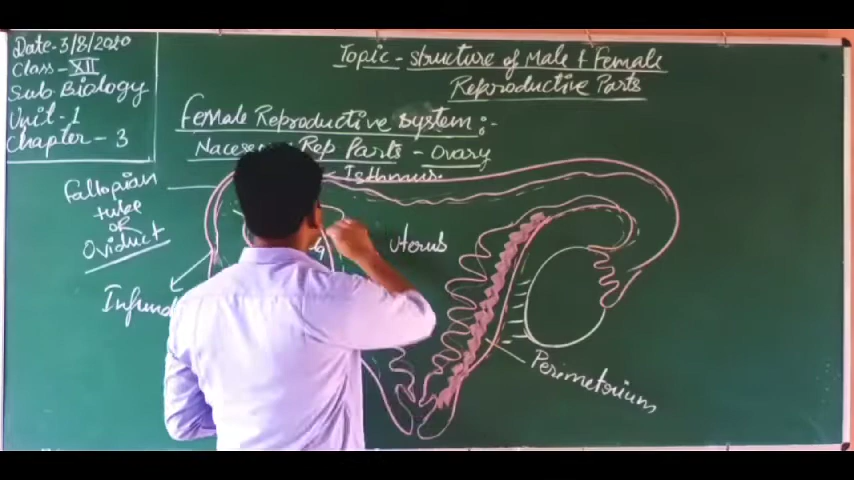 Date-3/8/2020
Class-XII
Sub Biology
Unit-1
Chapter-3
Topic-structure of Male & Female
Reproductive Parts
Female Reproductive System:-
Rep Parts - Ovary
Isthmus.
Fallopian
tube
OR
Oviduct
Uterus
Perimetorium